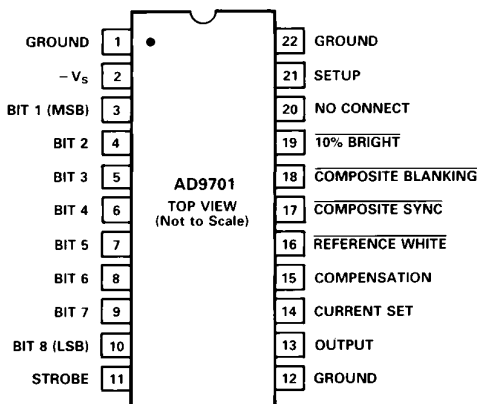 GROUND 1 22 GROUND
–VS 2 21 SETUP
BIT 1 (MSB) 3 20 NO CONNECT
BIT 2 4 19 10% BRIGHT
BIT 3 5 18 COMPOSITE BLANKING
AD9701
TOP VIEW
(Not to Scale)
BIT 4 6 17 COMPOSITE SYNC
BIT 5 7 16 REFERENCE WHITE
BIT 6 8 15 COMPENSATION
BIT 7 9 14 CURRENT SET
BIT 8 (LSB) 10 13 OUTPUT
STROBE 11 12 GROUND